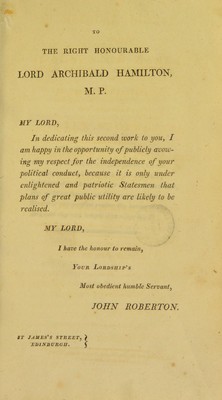 TO
THE RIGHT HONOURABLE
LORD ARCHIBALD HAMILTON,
M. P.
MY LORD,
In dedicating this second work to you, I
am happy in the opportunity of publicly avow-
ing my respect for the independence of your
political conduct, because it is only under
enlightened and patriotic Statesmen that
plans of great public utility are likely to be
realised.
MY LORD,
I have the honour to remain,
YOUR LORDSHIP'S
Most obedient humble Servant,
JOHN ROBERTON.
ST JAMES'S STREET, }
EDINBURGH. }